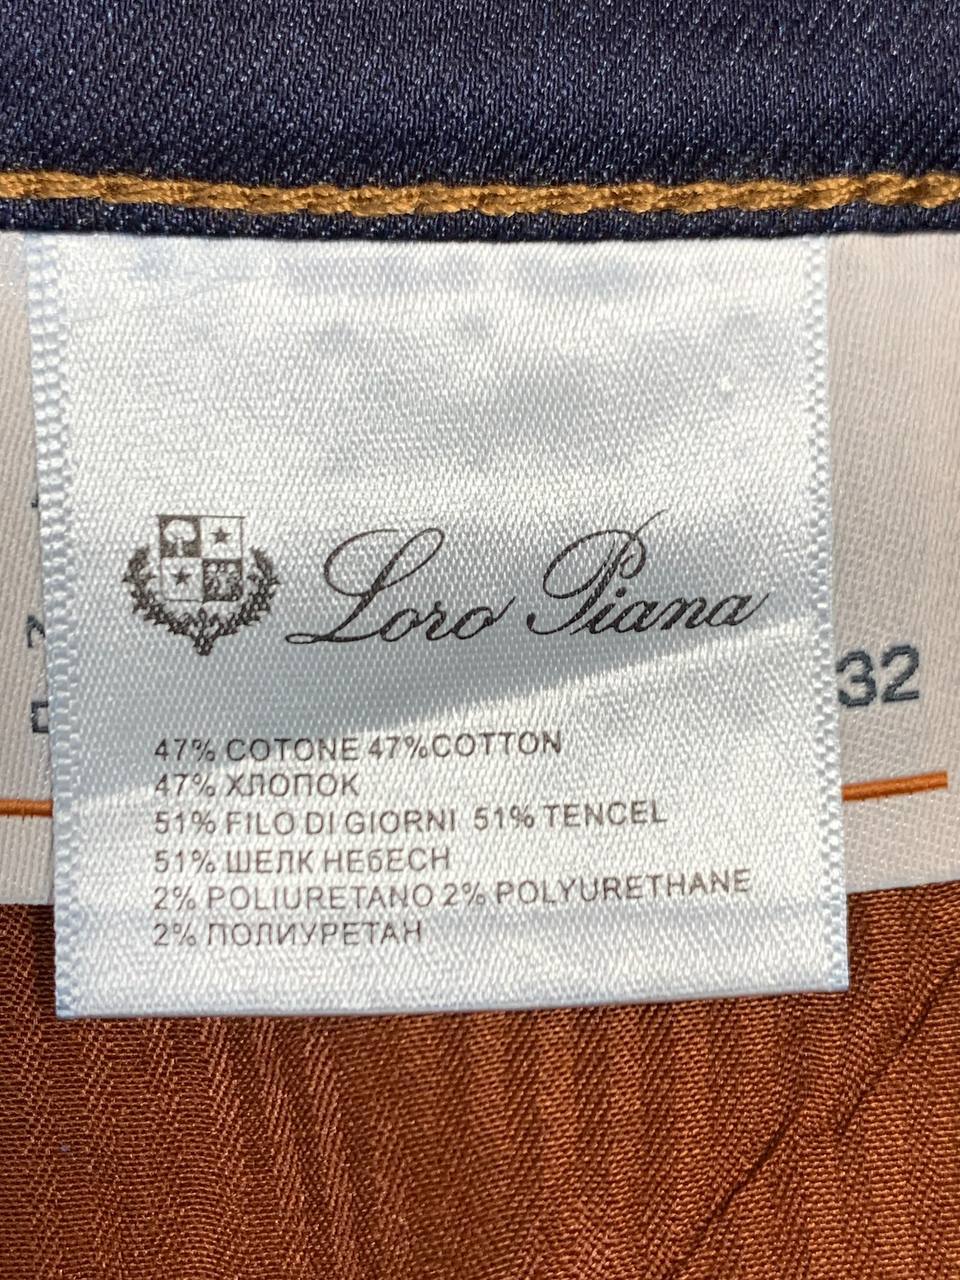 Loro Piana
32
47% COTONE 47%COTTON
47% ХЛОПОК
51% FILO DI GIORNI 51% TENCEL
51% ШЕЛК НЕбЕСН
2% POLIURETANO 2% POLYURETHANE
2% ПОЛИУРЕТАН